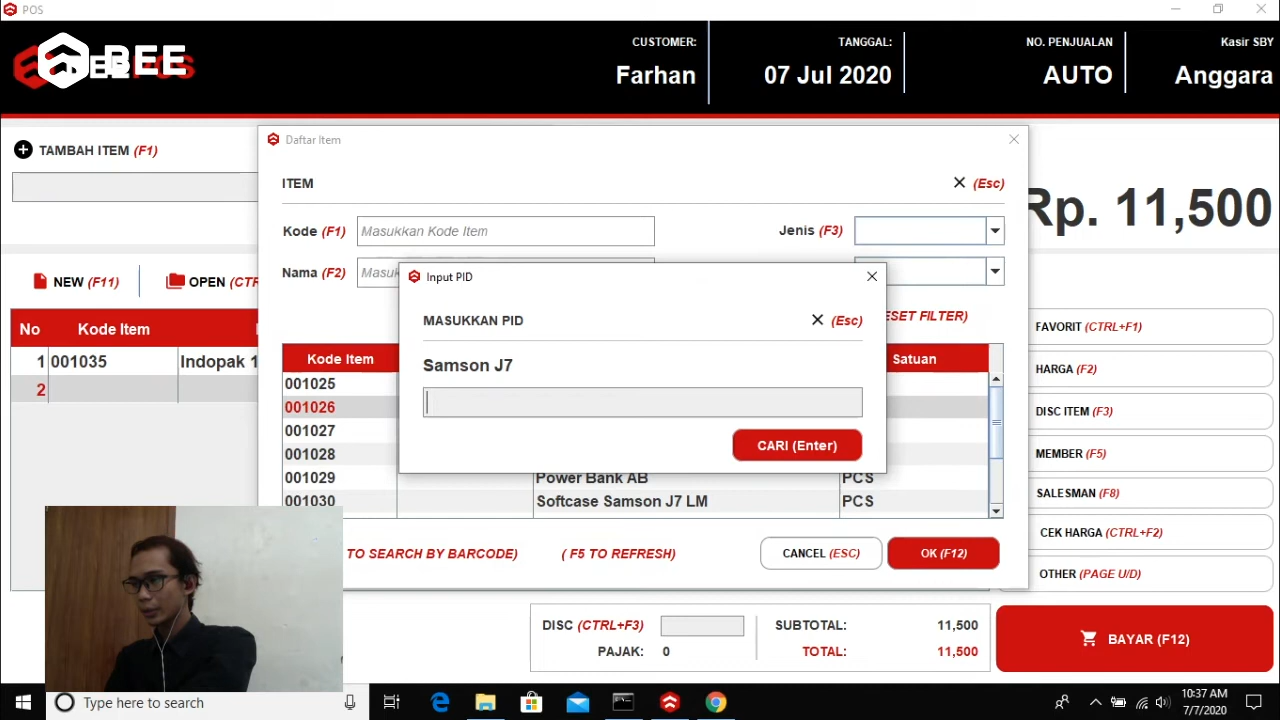 POS
BEE
CUSTOMER:
Farhan
TANGGAL:
07 Jul 2020
NO. PENJUALAN
AUTO
Kasir SBY
Anggara
TAMBAH ITEM (F1)
Rp. 11,500
NEW (F11)
OPEN (CTR
No Kode Item
1 001035 Indopak 1
2
Daftar Item
ITEM
(Esc)
Kode (F1) Masukkan Kode Item
Jenis (F3)
Nama (F2)
ESET FILTER)
Kode Item Satuan
001025
001026
001027
001028
001029 Power Bank AB PCS
001030 Softcase Samson J7 LM PCS
TO SEARCH BY BARCODE) ( F5 TO REFRESH)
CANCEL (ESC)
OK (F12)
Input PID
MASUKKAN PID
(Esc)
Samson J7
CARI (Enter)
FAVORIT (CTRL+F1)
HARGA (F2)
DISC ITEM (F3)
MEMBER (F5)
SALESMAN (F8)
CEK HARGA (CTRL+F2)
OTHER (PAGE U/D)
DISC (CTRL+F3)
PAJAK: 0
SUBTOTAL: 11,500
TOTAL: 11,500
BAYAR (F12)
Type here to search
10:37 AM
7/7/2020